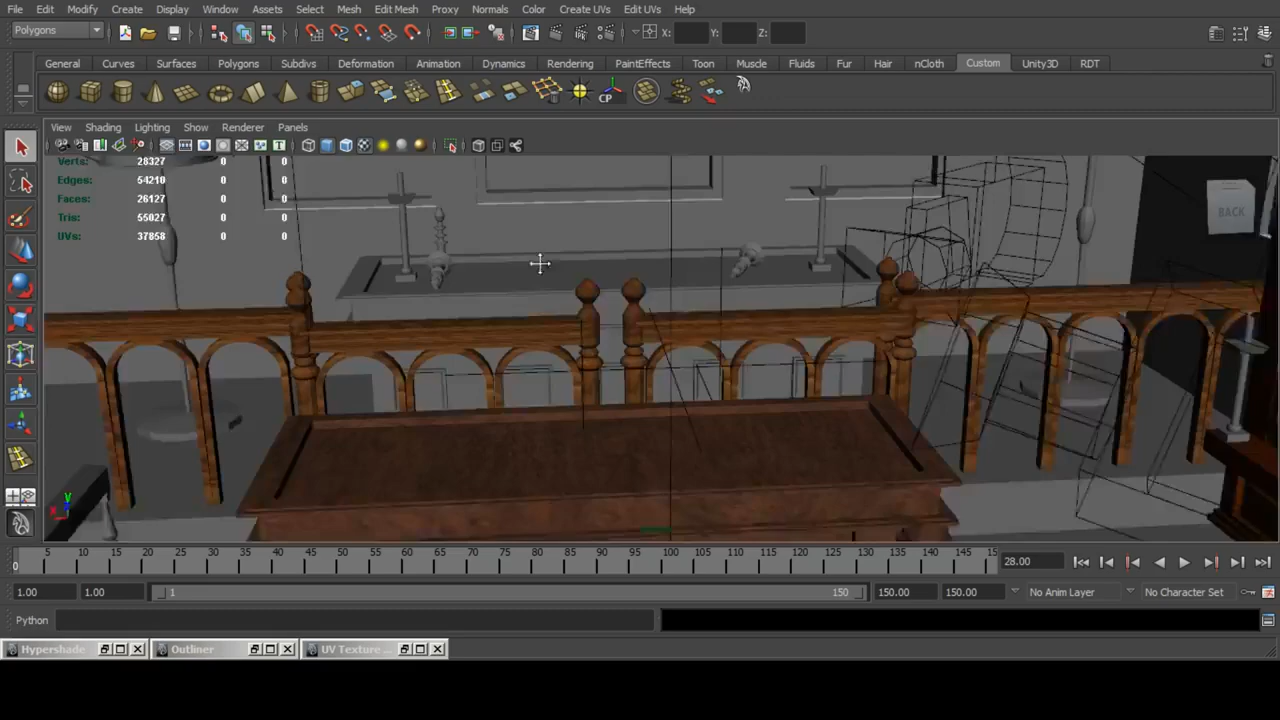 File Edit Modify Create Display Window Assets Select Mesh Edit Mesh Proxy Normals Color Create UVs Edit UVs Help
Polygons X: Y: Z:
General Curves Surfaces Polygons Subdivs Deformation Animation Dynamics Rendering PaintEffects Toon Muscle Fluids Fur Hair nCloth Custom Unity3D RDT
CP
View Shading Lighting Show Renderer Panels
Verts: 28327 0 0
Edges: 54210 0 0
Faces: 26127 0 0
Tris: 55027 0 0
UVs: 37858 0 0
BACK
Y
X
0 5 10 15 20 25 30 35 40 45 50 55 60 65 70 75 80 85 90 95 100 105 110 115 120 125 130 135 140 145 15 28.00
1.00 1.00 1 150 150.00 150.00 No Anim Layer No Character Set
Python
Hypershade Outliner UV Texture ...